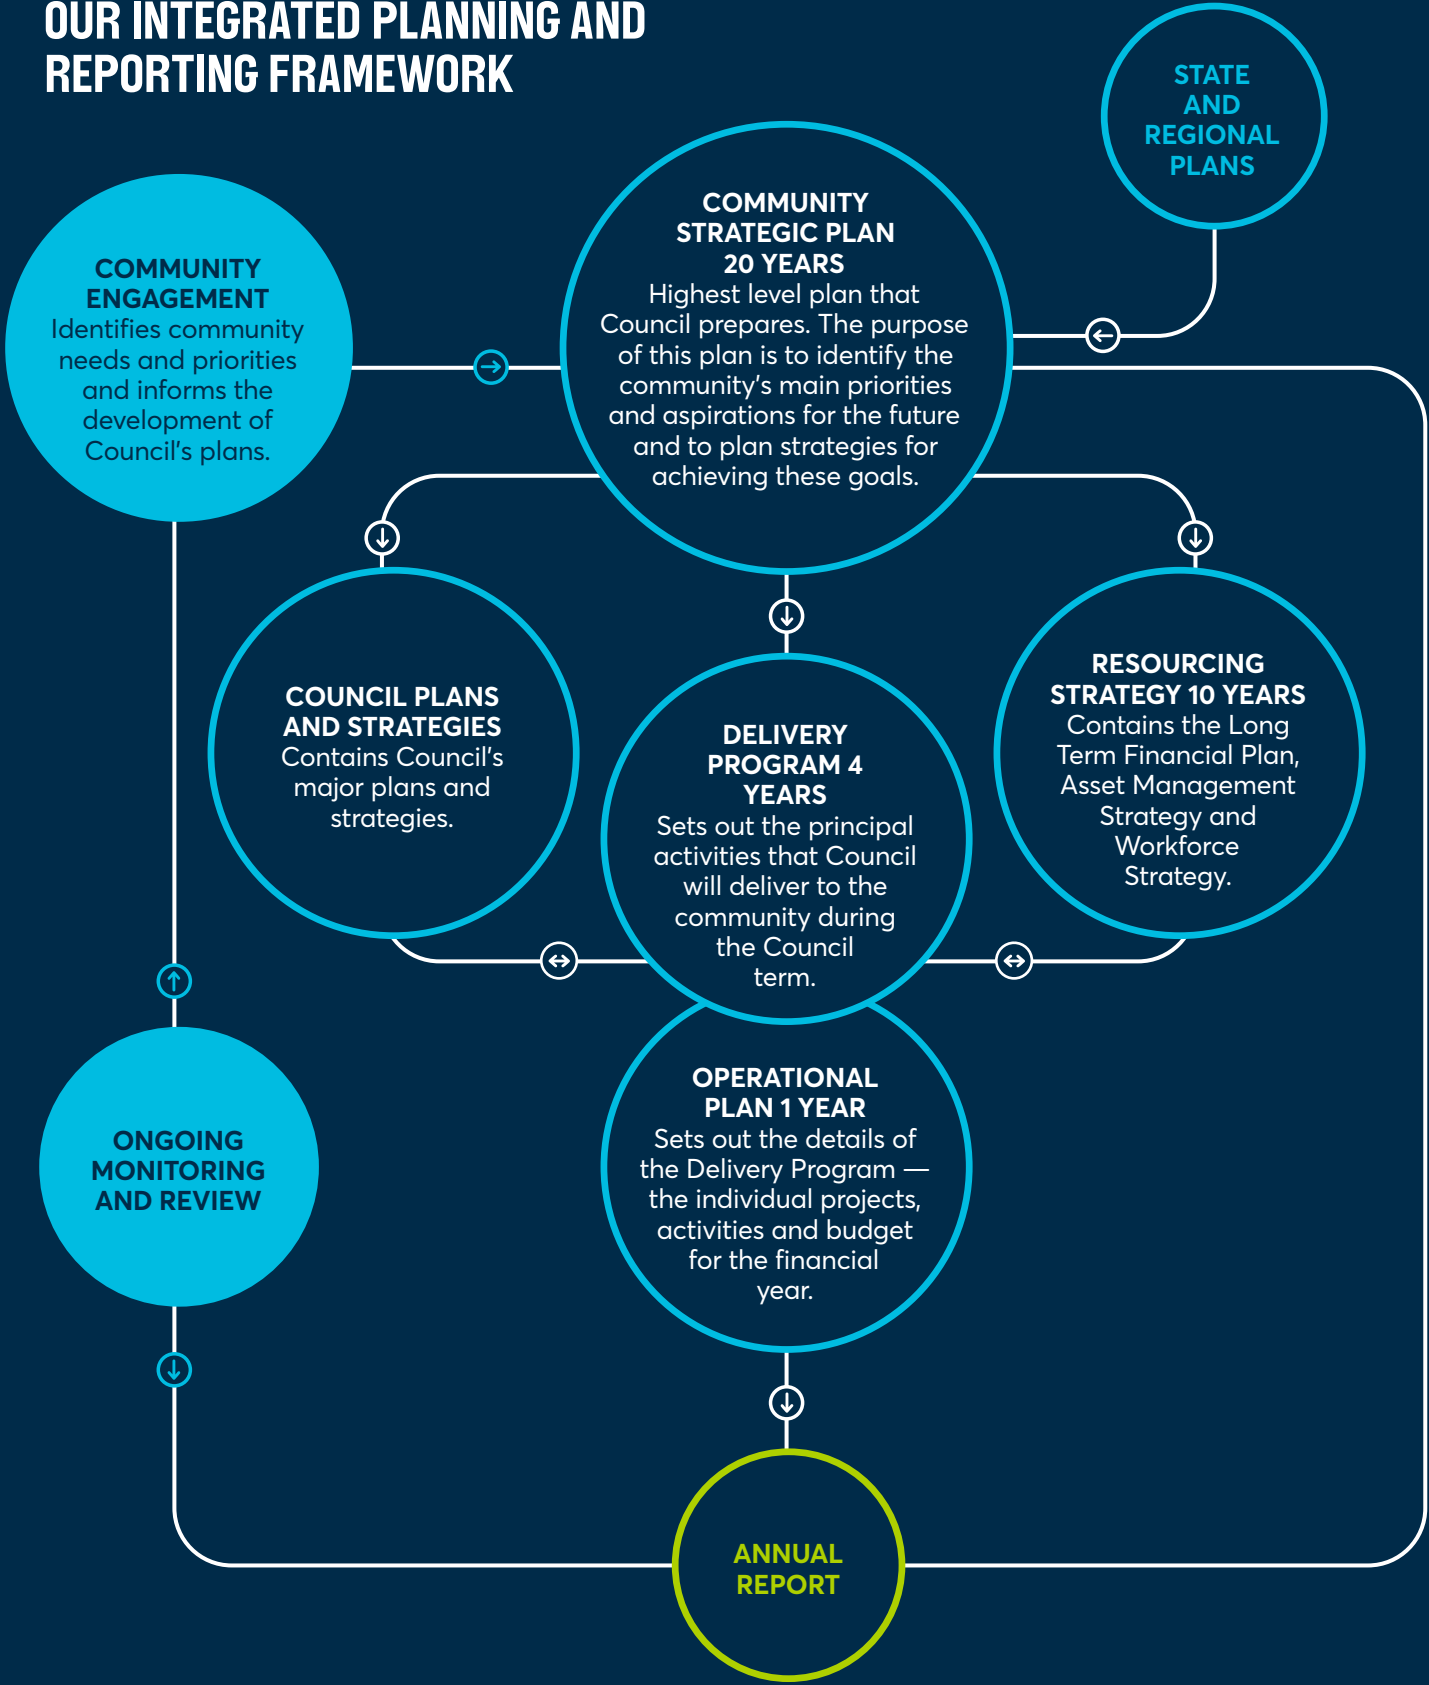 OUR INTEGRATED PLANNING AND
REPORTING FRAMEWORK
STATE
AND
REGIONAL
PLANS
COMMUNITY
STRATEGIC PLAN
20 YEARS
Highest level plan that
Council prepares. The purpose
of this plan is to identify the
community's main priorities
and aspirations for the future
and to plan strategies for
achieving these goals.
COMMUNITY
ENGAGEMENT
Identifies community
needs and priorities
and informs the
development of
Council's plans.
COUNCIL PLANS
AND STRATEGIES
Contains Council's
major plans and
strategies.
DELIVERY
PROGRAM 4
YEARS
Sets out the principal
activities that Council
will deliver to the
community during
the Council
term.
RESOURCING
STRATEGY 10 YEARS
Contains the Long
Term Financial Plan,
Asset Management
Strategy and
Workforce
Strategy.
ONGOING
MONITORING
AND REVIEW
OPERATIONAL
PLAN 1 YEAR
Sets out the details of
the Delivery Program —
the individual projects,
activities and budget
for the financial
year.
ANNUAL
REPORT